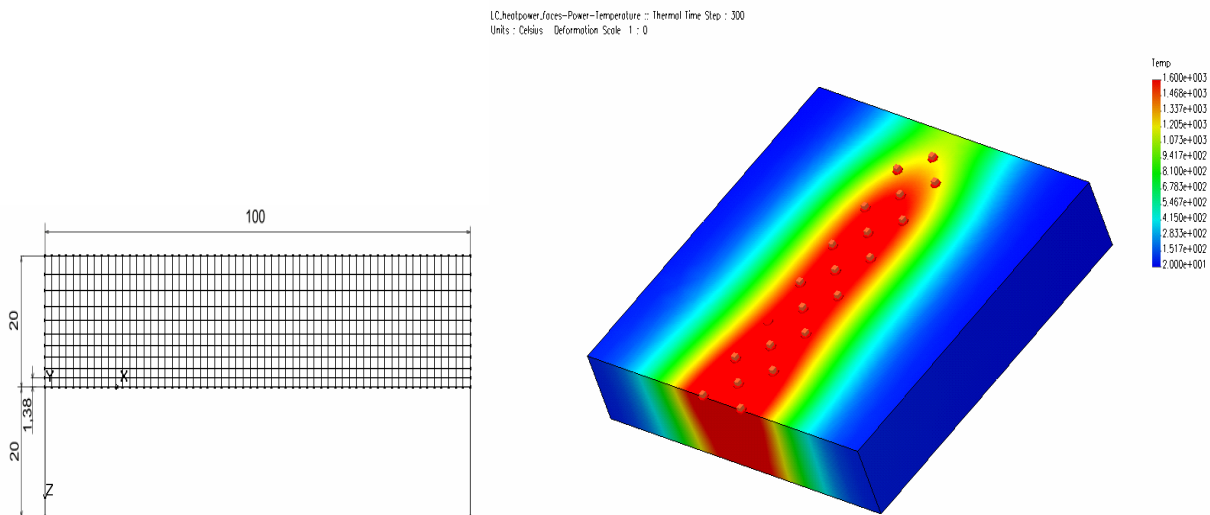 LC_heatpower_faces-Power-Temperature :: Thermal Time Step : 300
Units : Celsius Deformation Scale 1 : 0
Temp
1.600e+003
1.468e+003
1.337e+003
1.205e+003
1.073e+003
9.417e+002
8.100e+002
6.783e+002
5.467e+002
4.150e+002
2.833e+002
1.517e+002
2.000e+001
100
20
Y
X
1.38
20
Z